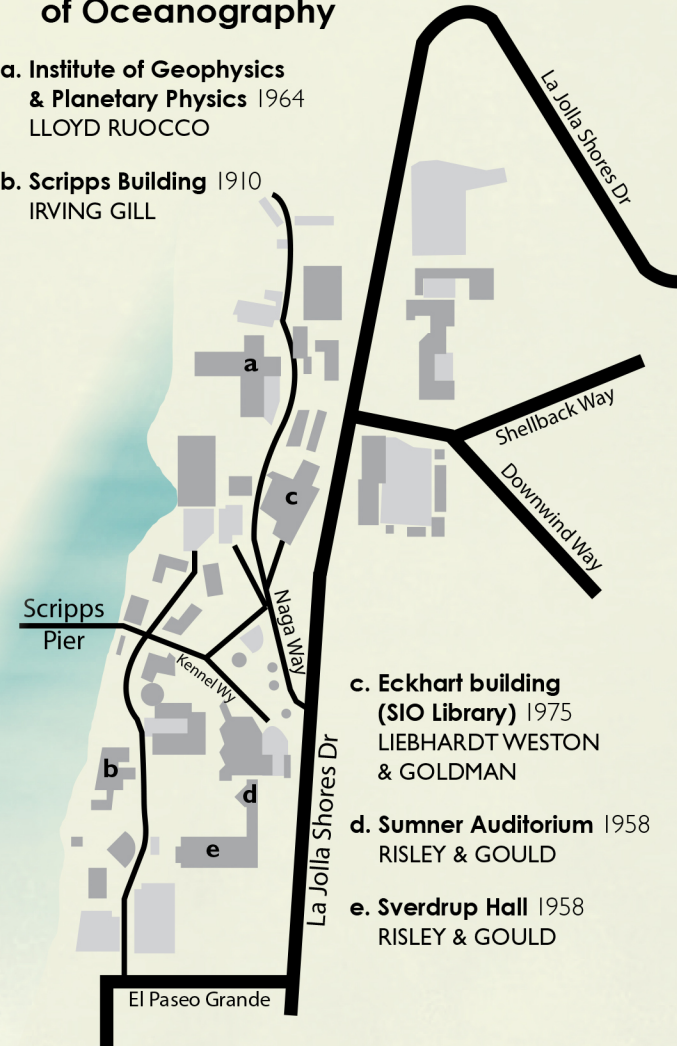 of Oceanography
a. Institute of Geophysics
& Planetary Physics 1964
LLOYD RUOCCO
b. Scripps Building 1910
IRVING GILL
La Jolla Shores Dr
a
Shellback Way
c
Downwind Way
Scripps
Pier
Naga Way
Kennel Wy
c. Eckhart building
(SIO Library) 1975
LIEBHARDT WESTON
& GOLDMAN
b
d
La Jolla Shores Dr
d. Sumner Auditorium 1958
RISLEY & GOULD
e
e. Sverdrup Hall 1958
RISLEY & GOULD
El Paseo Grande